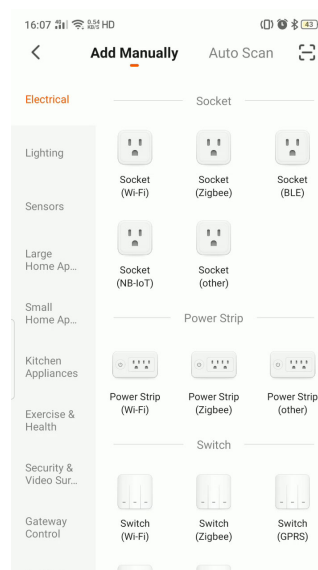 16:07 4G 0.54 KB/S HD 43
Add Manually Auto Scan
Electrical
Lighting
Sensors
Large
Home Ap...
Small
Home Ap...
Kitchen
Appliances
Exercise &
Health
Security &
Video Sur...
Gateway
Control
Socket
Socket
(Wi-Fi)
Socket
(Zigbee)
Socket
(BLE)
Socket
(NB-IoT)
Socket
(other)
Power Strip
Power Strip
(Wi-Fi)
Power Strip
(Zigbee)
Power Strip
(other)
Switch
Switch
(Wi-Fi)
Switch
(Zigbee)
Switch
(GPRS)